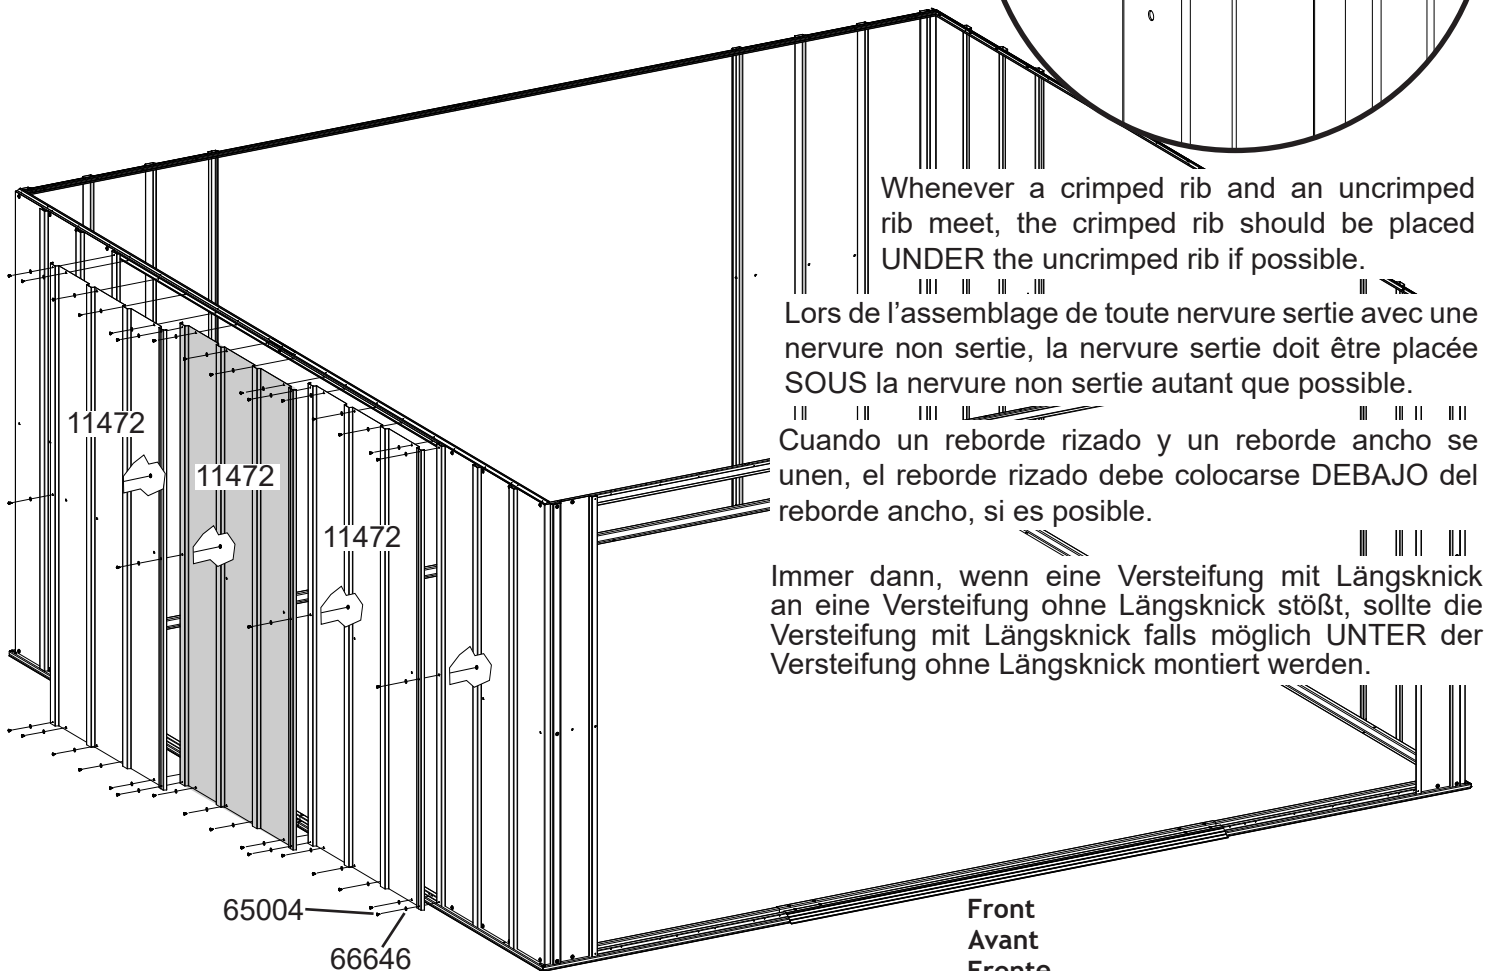 Whenever a crimped rib and an uncrimped
rib meet, the crimped rib should be placed
UNDER the uncrimped rib if possible.
Lors de l’assemblage de toute nervure sertie avec une
nervure non sertie, la nervure sertie doit être placée
SOUS la nervure non sertie autant que possible.
Cuando un reborde rizado y un reborde ancho se
unen, el reborde rizado debe colocarse DEBAJO del
reborde ancho, si es posible.
Immer dann, wenn eine Versteifung mit Längsknick
an eine Versteifung ohne Längsknick stößt, sollte die
Versteifung mit Längsknick falls möglich UNTER der
Versteifung ohne Längsknick montiert werden.
11472
11472
11472
65004
66646
Front
Avant
Fronte